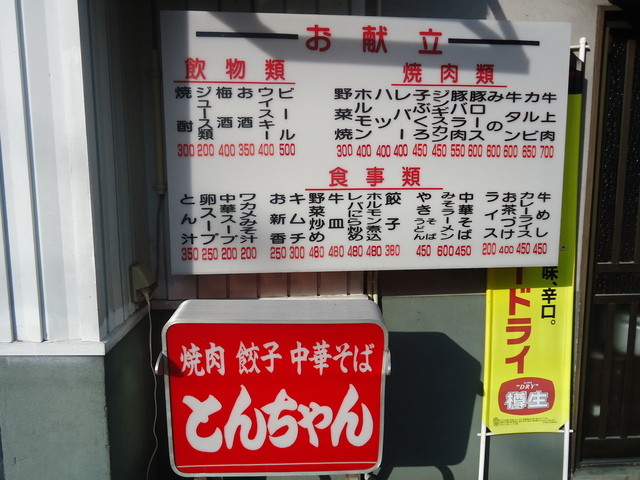 お献立
焼肉類
牛上肉 700
カルビ 650
牛タン 600
みの 600
豚ロース 600
豚バラ肉 550
ジンギスカン 450
子ぶくろ 450
レバー 400
ハツ 400
ホルモン 400
野菜焼 300
飲物類
ビール 500
ウィスキー 400
お酒 350
梅酒 400
ジュース類 200
焼酎 300
食事類
牛めし 450
カレーライス 450
お茶づけ 400
ライス 200
中華そば 450
みそラーメン 600
やきそばうどん 450
餃子 380
ホルモン煮込 480
レバにら炒め 480
牛皿 480
野菜炒め 480
キムチ 300
お新香 250
ワカメみそ汁 200
中華スープ 200
卵スープ 250
とん汁 350
焼肉 餃子 中華そば
とんちゃん
味、辛口。
ドライ
"DRY"
樽生